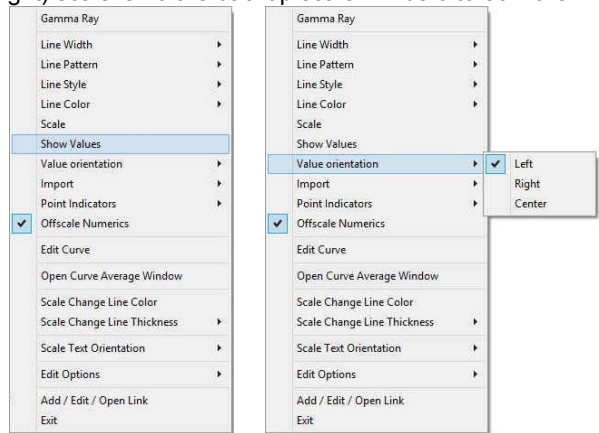 Gamma Ray
Line Width
Line Pattern
Line Style
Line Color
Scale
Show Values
Value orientation
Import
Point Indicators
Offscale Numerics
Edit Curve
Open Curve Average Window
Scale Change Line Color
Scale Change Line Thickness
Scale Text Orientation
Edit Options
Add / Edit / Open Link
Exit
Gamma Ray
Line Width
Line Pattern
Line Style
Line Color
Scale
Show Values
Value orientation
Import
Point Indicators
Offscale Numerics
Edit Curve
Open Curve Average Window
Scale Change Line Color
Scale Change Line Thickness
Scale Text Orientation
Edit Options
Add / Edit / Open Link
Exit
Left
Right
Center